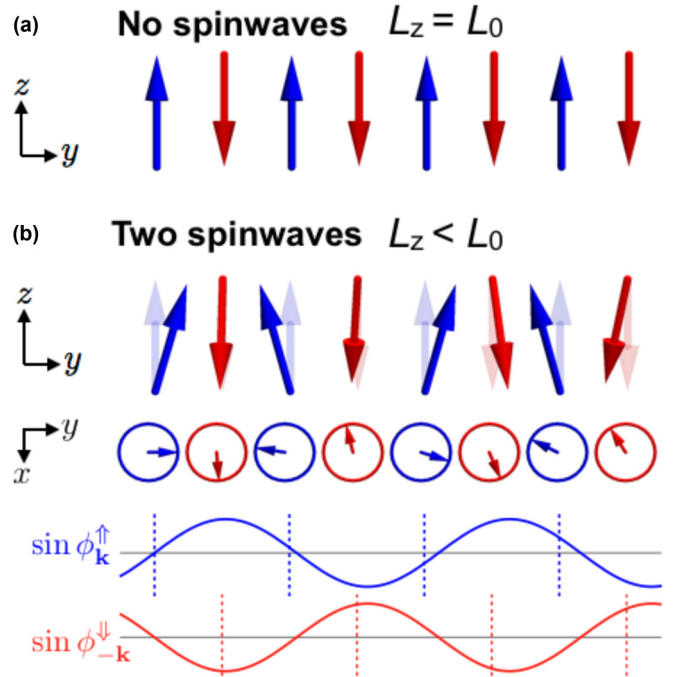 (a) No spinwaves L_z = L_0
z
y
(b) Two spinwaves L_z < L_0
z
y
y
x
sin ϕ_𝐤^⇑
sin ϕ_−𝐤^⇓